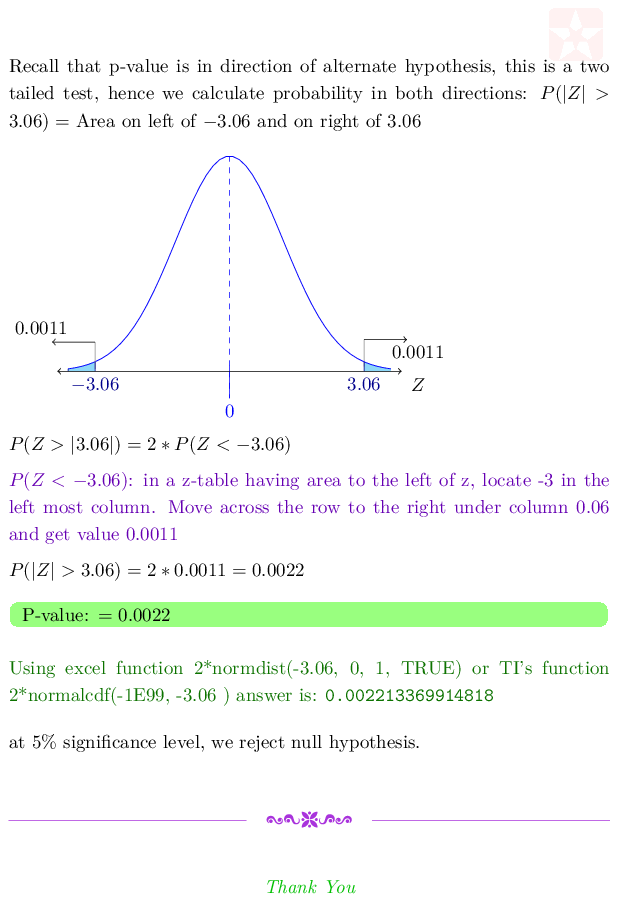 Recall that p-value is in direction of alternate hypothesis, this is a two
tailed test, hence we calculate probability in both directions: P(|Z| >
3.06) = Area on left of −3.06 and on right of 3.06
0.0011
0.0011
−3.06
3.06
Z
0
P(Z > |3.06|) = 2 ∗ P(Z < −3.06)
P(Z < −3.06): in a z-table having area to the left of z, locate -3 in the
left most column. Move across the row to the right under column 0.06
and get value 0.0011
P(|Z| > 3.06) = 2 ∗ 0.0011 = 0.0022
P-value: = 0.0022
Using excel function 2*normdist(-3.06, 0, 1, TRUE) or TI's function
2*normalcdf(-1E99, -3.06 ) answer is: 0.002213369914818
at 5% significance level, we reject null hypothesis.
Thank You